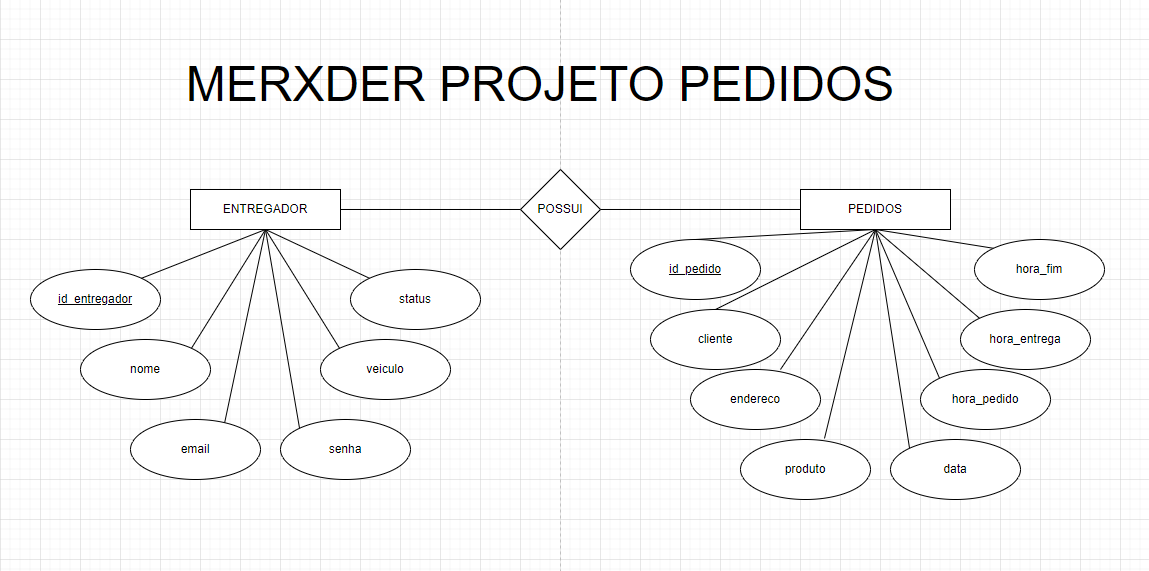 MERXDER PROJETO PEDIDOS
ENTREGADOR
POSSUI
PEDIDOS
id_entregador
nome
email
senha
veiculo
status
id_pedido
cliente
endereco
produto
data
hora_pedido
hora_entrega
hora_fim